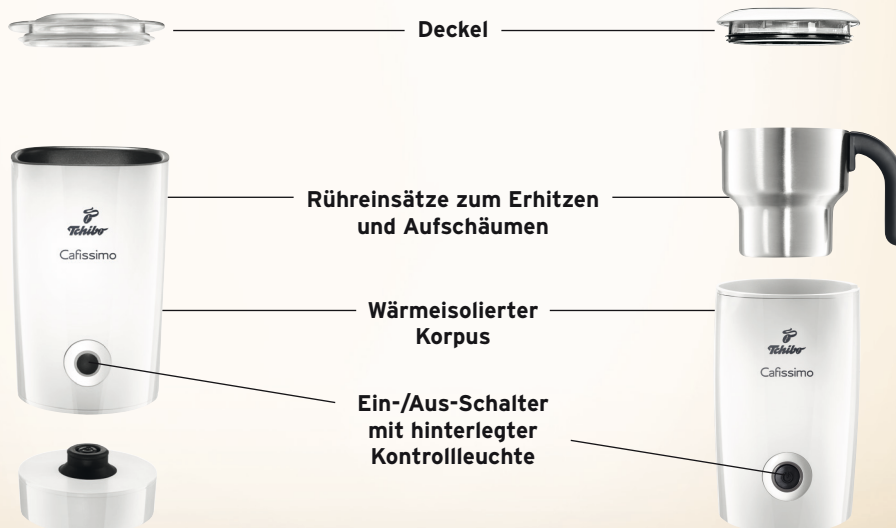 Deckel
Rühreinsätze zum Erhitzen
und Aufschäumen
Tchibo
Cafissimo
Wärmeisolierter
Korpus
Tchibo
Cafissimo
Ein-/Aus-Schalter
mit hinterlegter
Kontrollleuchte